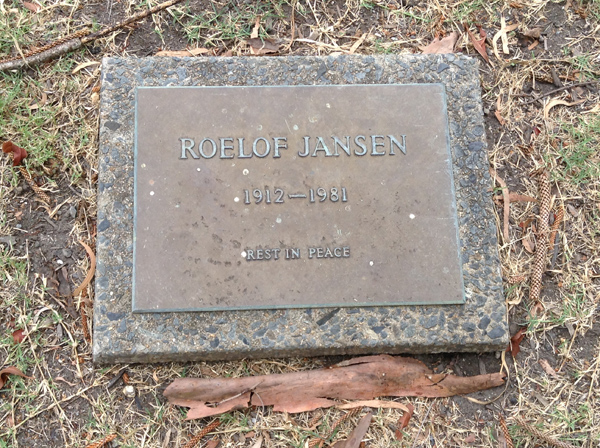 ROELOF JANSEN
1912—1981
REST IN PEACE